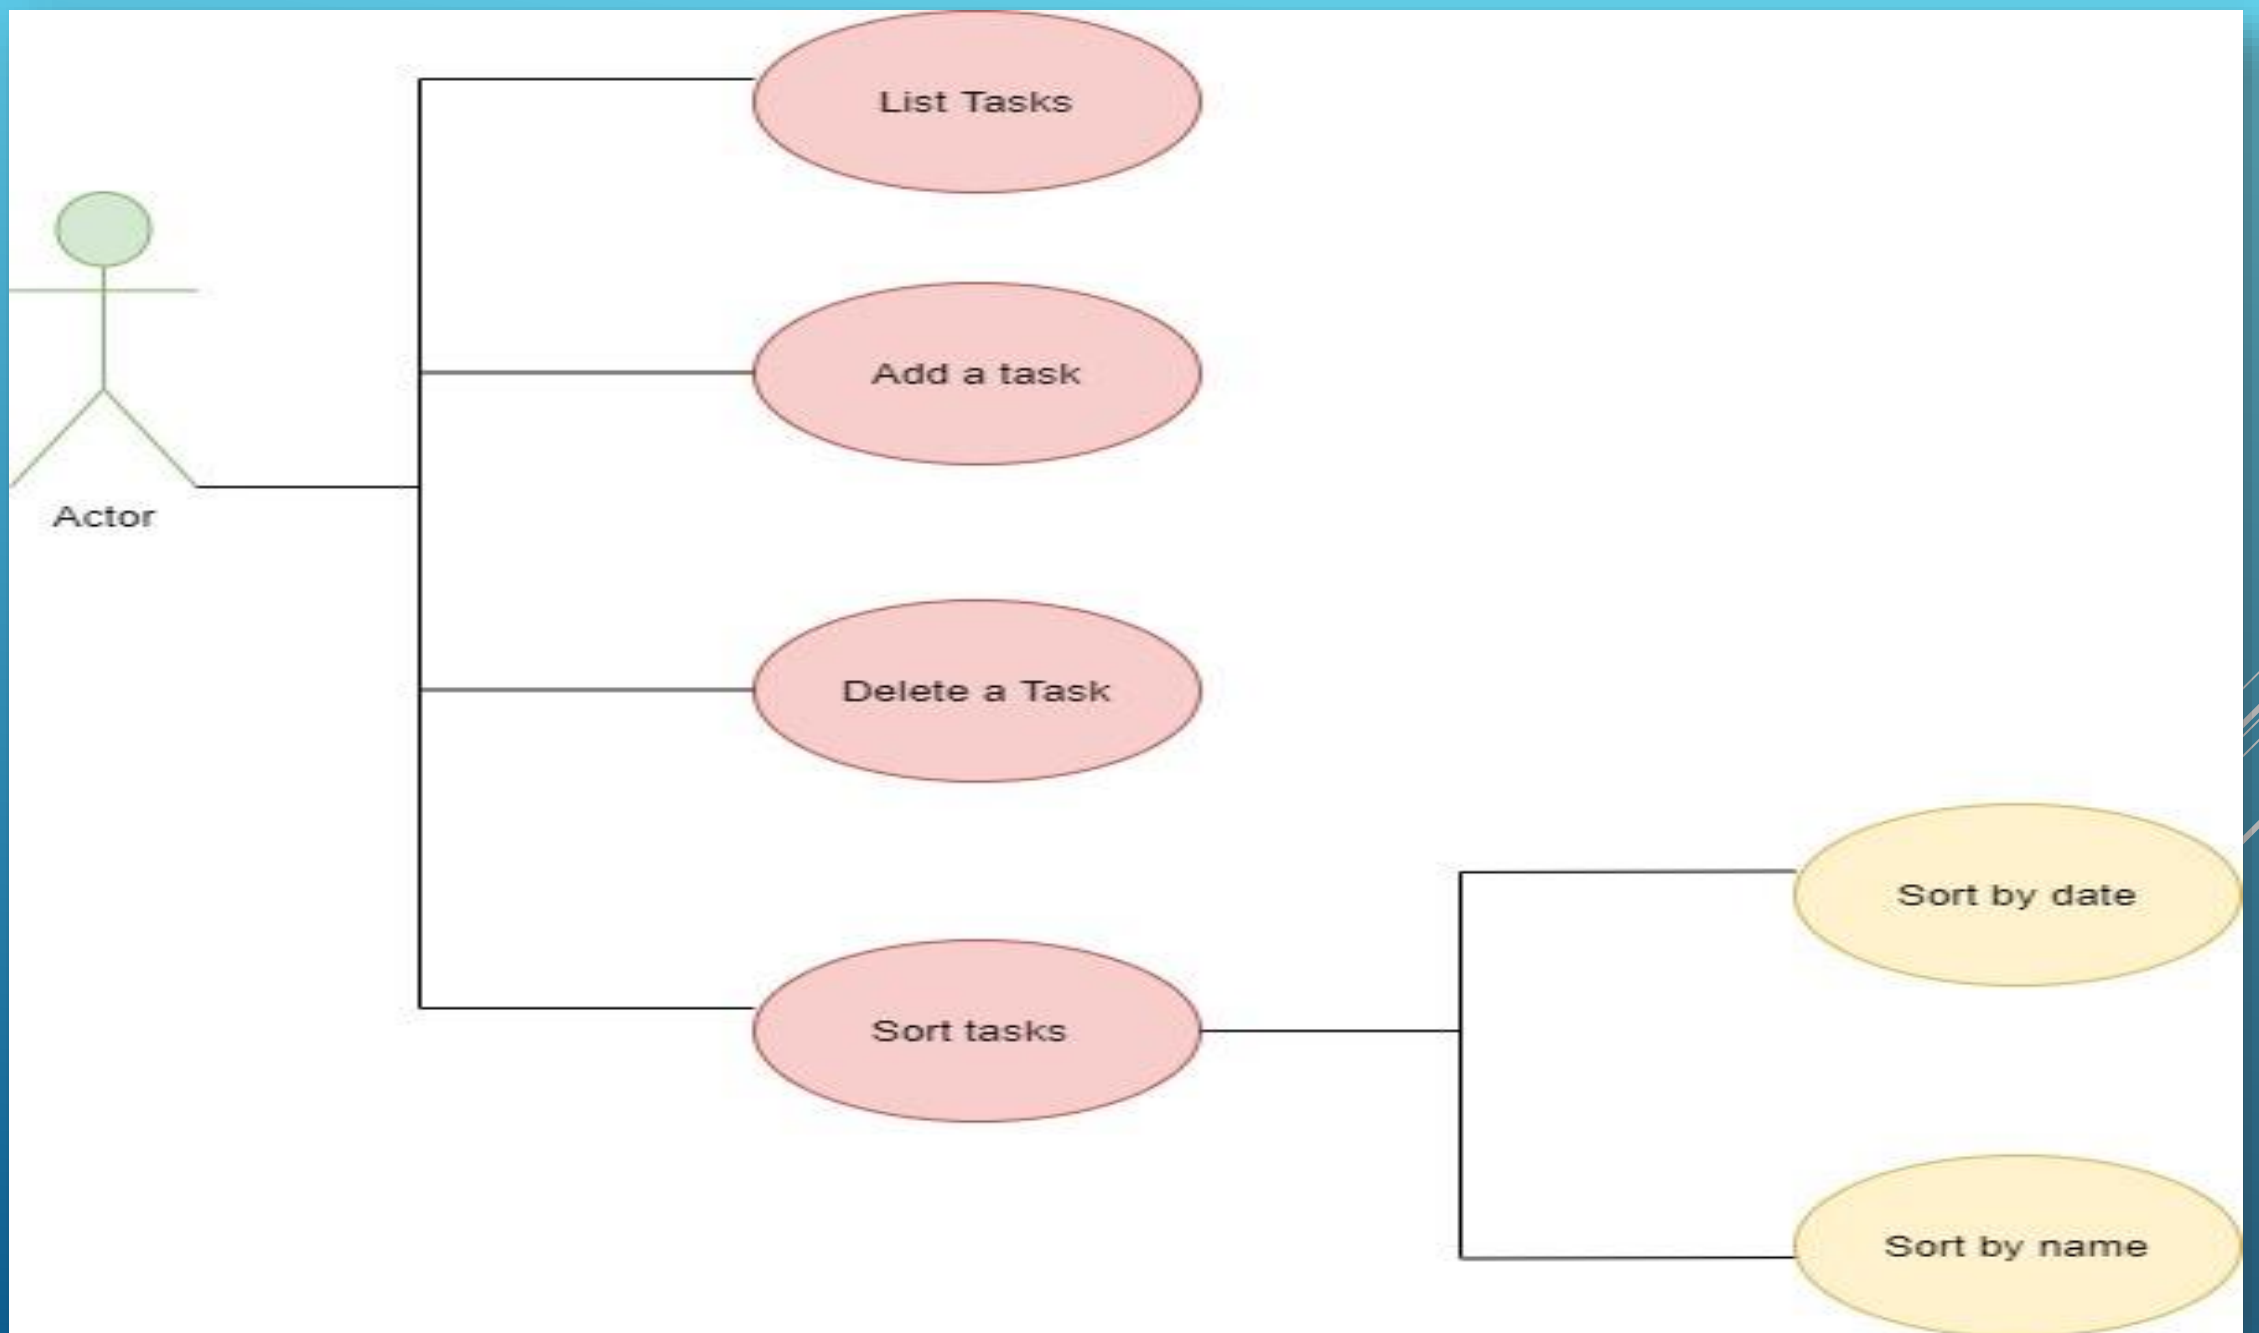 List Tasks
Add a task
Actor
Delete a Task
Sort by date
Sort tasks
Sort by name